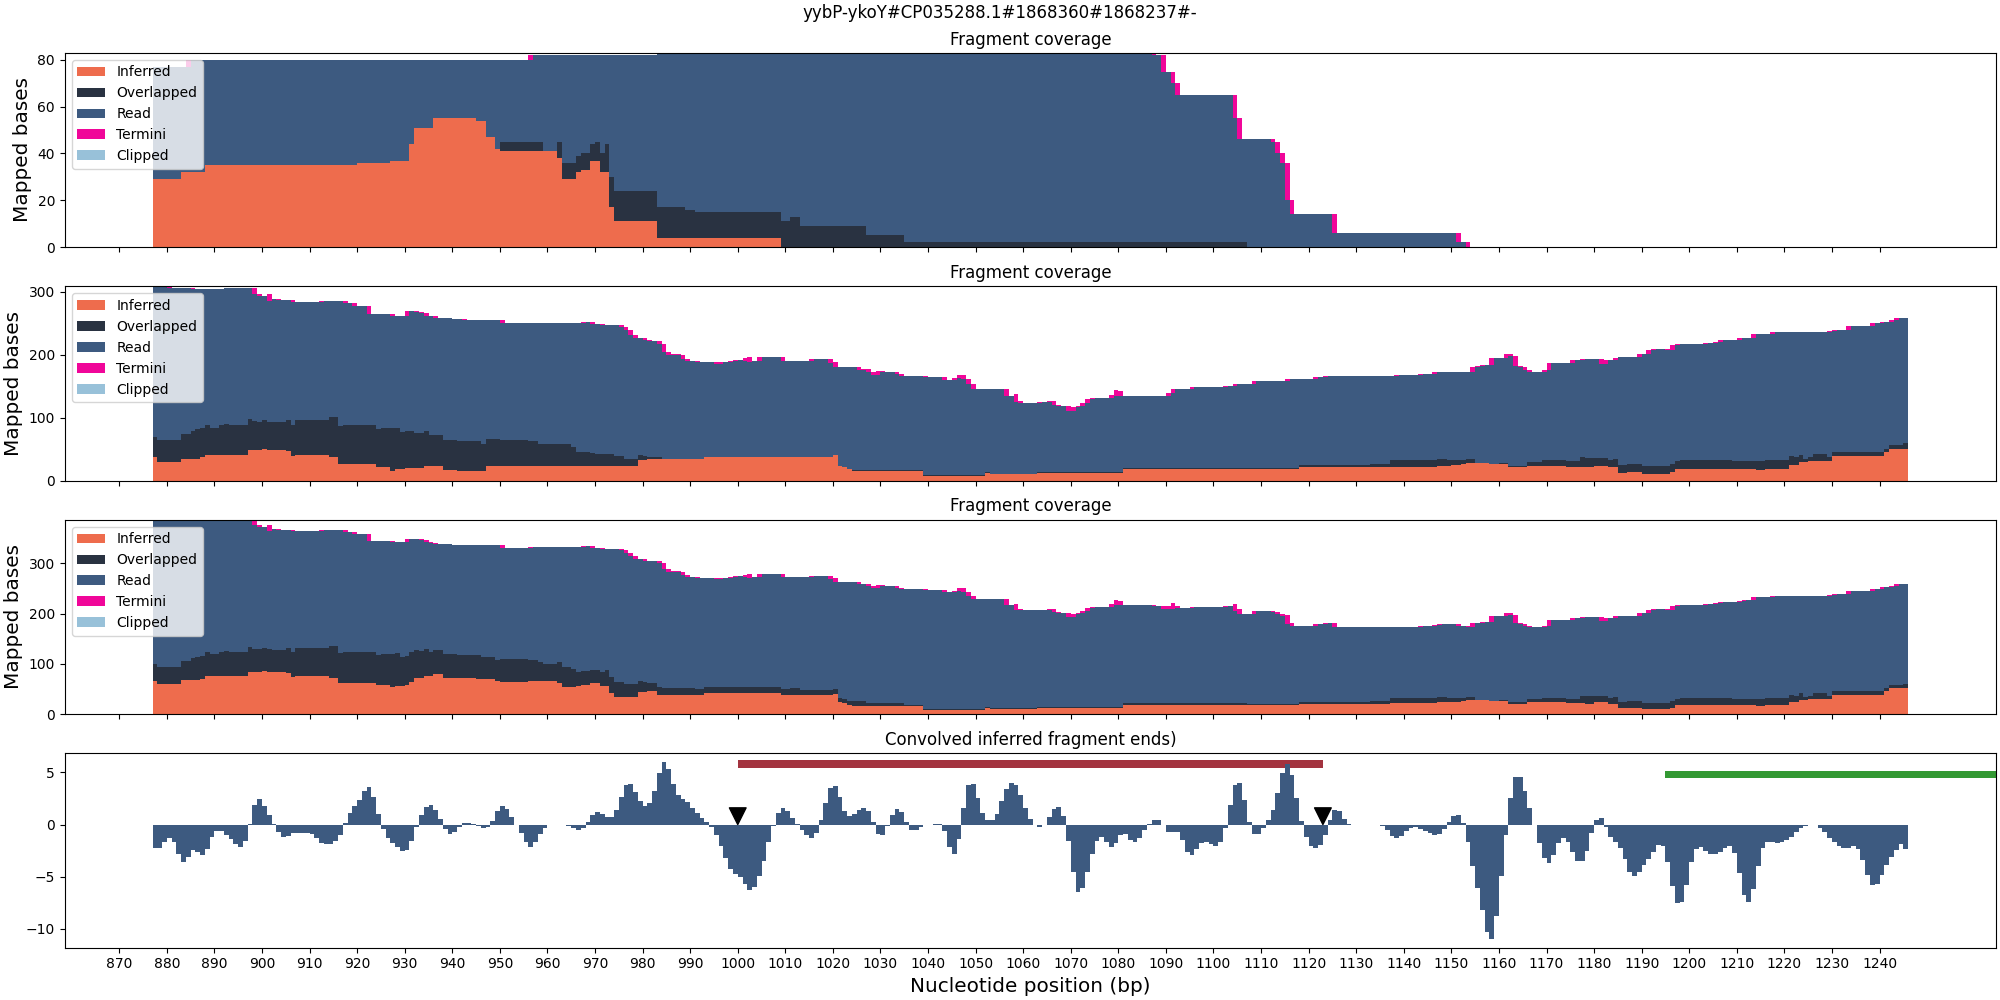 yybP-ykoY#CP035288.1#1868360#1868237#-
Fragment coverage
Mapped bases
80
60
40
20
0
Inferred
Overlapped
Read
Termini
Clipped
Fragment coverage
Mapped bases
300
200
100
0
Inferred
Overlapped
Read
Termini
Clipped
Fragment coverage
Mapped bases
300
200
100
0
Inferred
Overlapped
Read
Termini
Clipped
Convolved inferred fragment ends)
5
0
−5
−10
870 880 890 900 910 920 930 940 950 960 970 980 990 1000 1010 1020 1030 1040 1050 1060 1070 1080 1090 1100 1110 1120 1130 1140 1150 1160 1170 1180 1190 1200 1210 1220 1230 1240
Nucleotide position (bp)